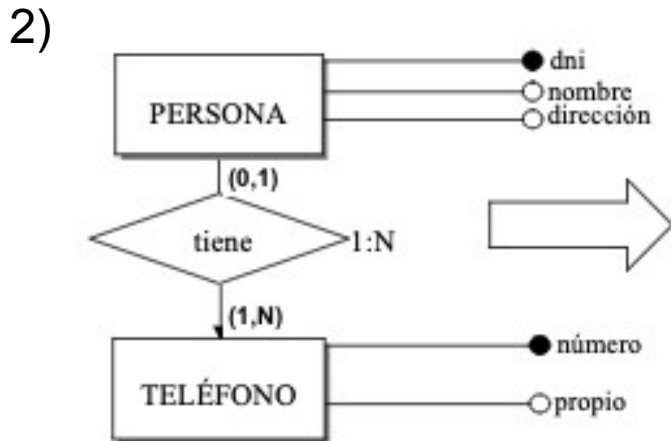 2)
PERSONA
dni
nombre
dirección
(0,1)
tiene
1:N
(1,N)
TELÉFONO
número
propio